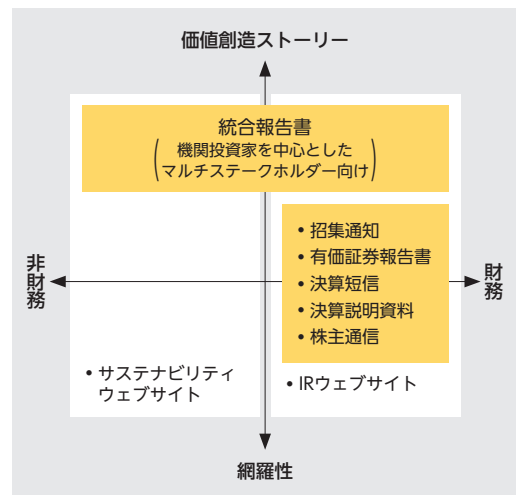 価値創造ストーリー
統合報告書
(機関投資家を中心とした
マルチステークホルダー向け)
• 招集通知
• 有価証券報告書
• 決算短信
• 決算説明資料
• 株主通信
非財務
財務
• サステナビリティ
ウェブサイト
• IRウェブサイト
網羅性